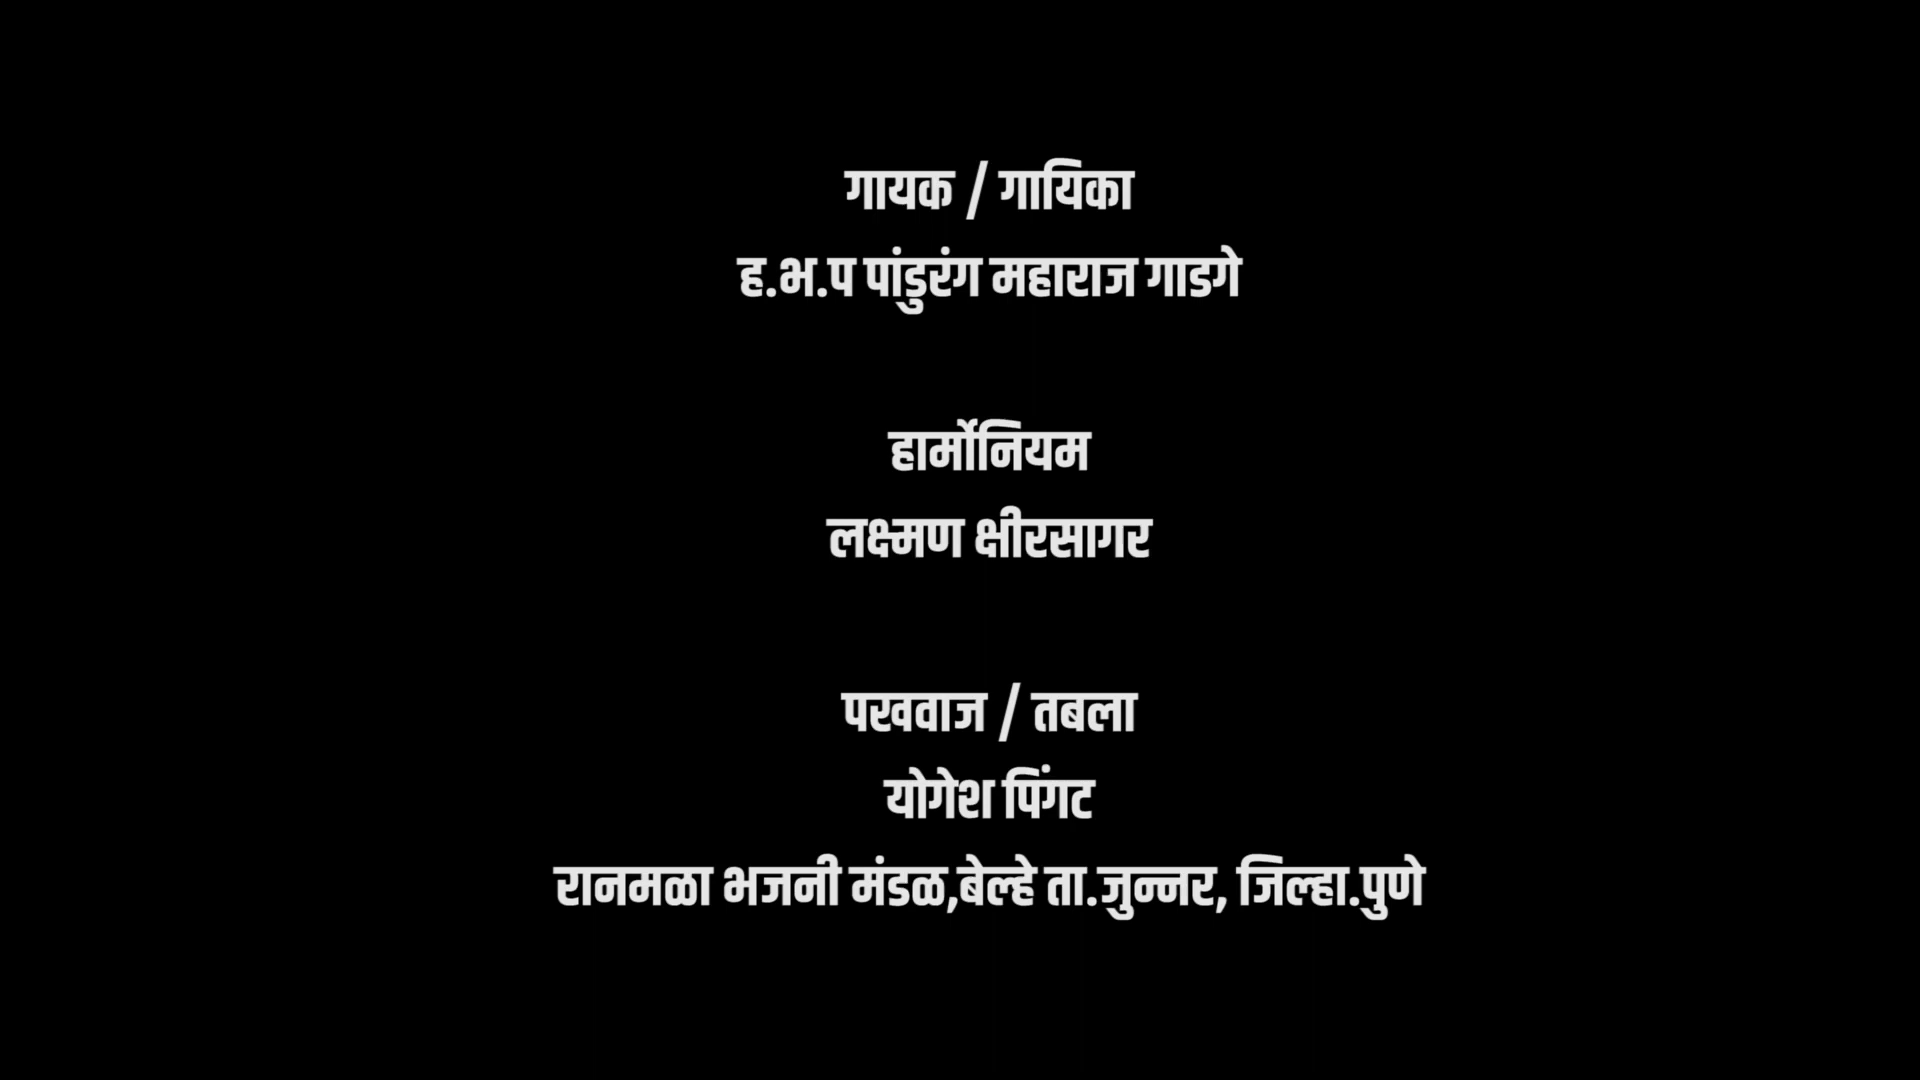 गायक / गायिका
ह.भ.प पांडुरंग महाराज गाडगे
हार्मोनियम
लक्ष्मण क्षीरसागर
पखवाज / तबला
योगेश पिंगट
रानमळा भजनी मंडळ,बेल्हे ता.जुन्नर, जिल्हा.पुणे